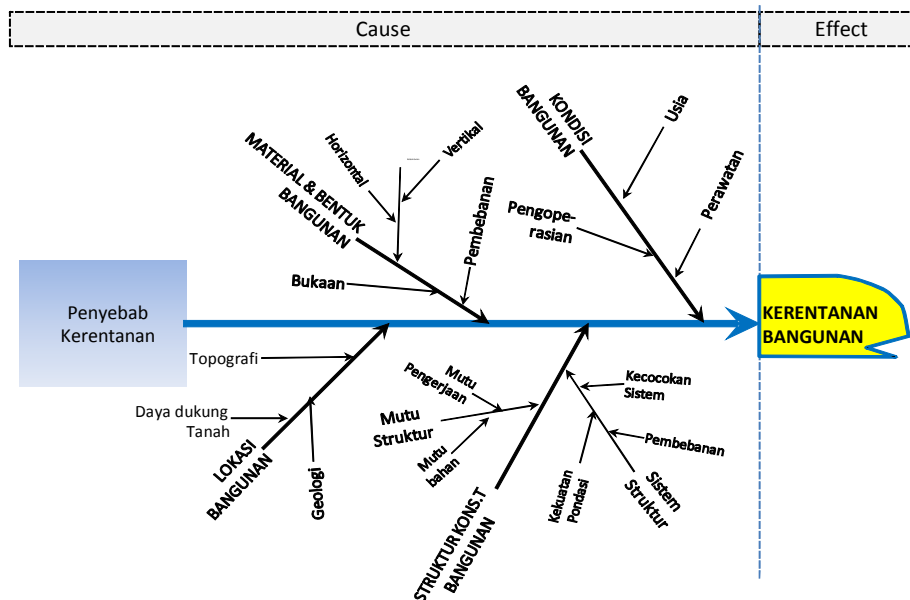 Cause
Effect
KONDISI
BANGUNAN
Usia
Perawatan
Pengope-
rasian
MATERIAL & BENTUK
BANGUNAN
Horizontal
Vertikal
Pembebanan
Bukaan
Penyebab
Kerentanan
KERENTANAN
BANGUNAN
Topografi
Daya dukung
Tanah
Geologi
LOKASI
BANGUNAN
Mutu
Pengerjaan
Mutu
Struktur
Mutu
bahan
STRUKTUR KONS.T
BANGUNAN
Kecocokan
Sistem
Pembebanan
Kekuatan
Pondasi
Sistem
Struktur